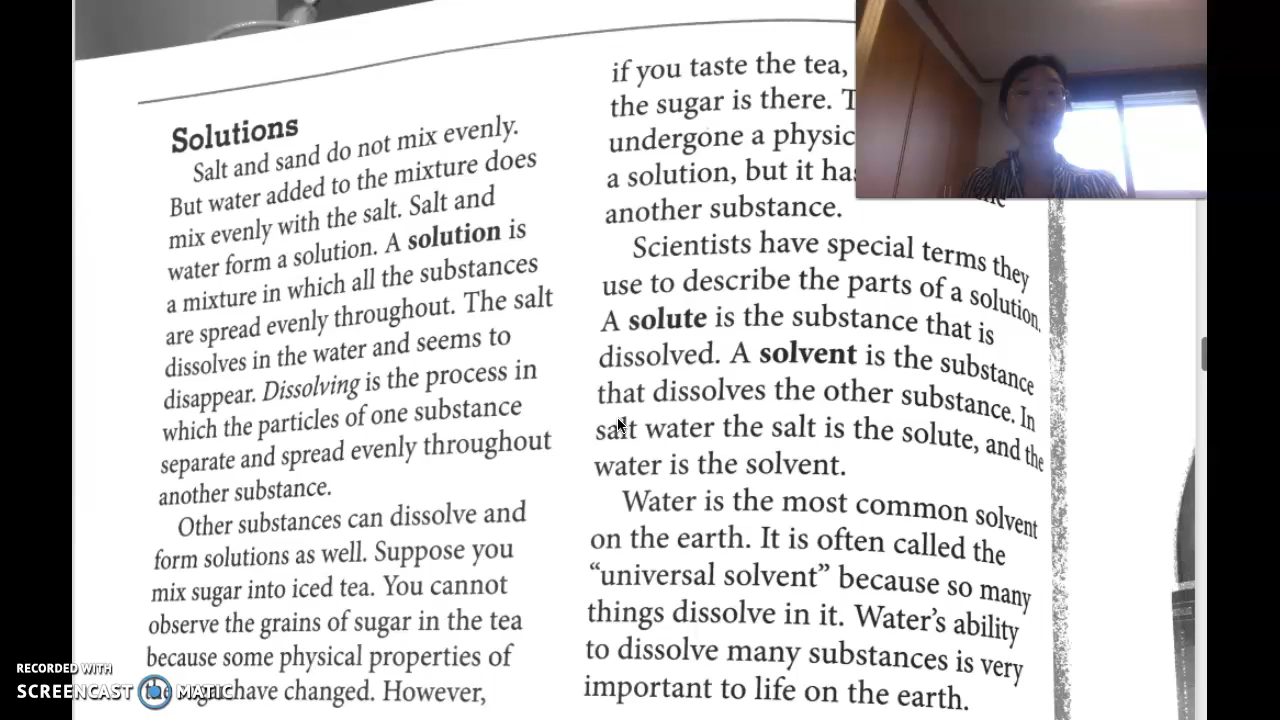 Solutions
Salt and sand do not mix evenly.
But water added to the mixture does
mix evenly with the salt. Salt and
water form a solution. A solution is
a mixture in which all the substances
are spread evenly throughout. The salt
dissolves in the water and seems to
disappear. Dissolving is the process in
which the particles of one substance
separate and spread evenly throughout
another substance.
Other substances can dissolve and
form solutions as well. Suppose you
mix sugar into iced tea. You cannot
observe the grains of sugar in the tea
because some physical properties of
have changed. However,
if you taste the tea,
the sugar is there.
undergone a
a solution, but it
another substance.
Scientists have special terms they
use to describe the parts of a solution.
A solute is the substance that is
dissolved. A solvent is the substance
that dissolves the other substance. In
salt water the salt is the solute, and the
water is the solvent.
Water is the most common solvent
on the earth. It is often called the
“universal solvent” because so many
things dissolve in it. Water’s ability
to dissolve many substances is very
important to life on the earth.
RECORDED WITH
SCREENCAST MATIC